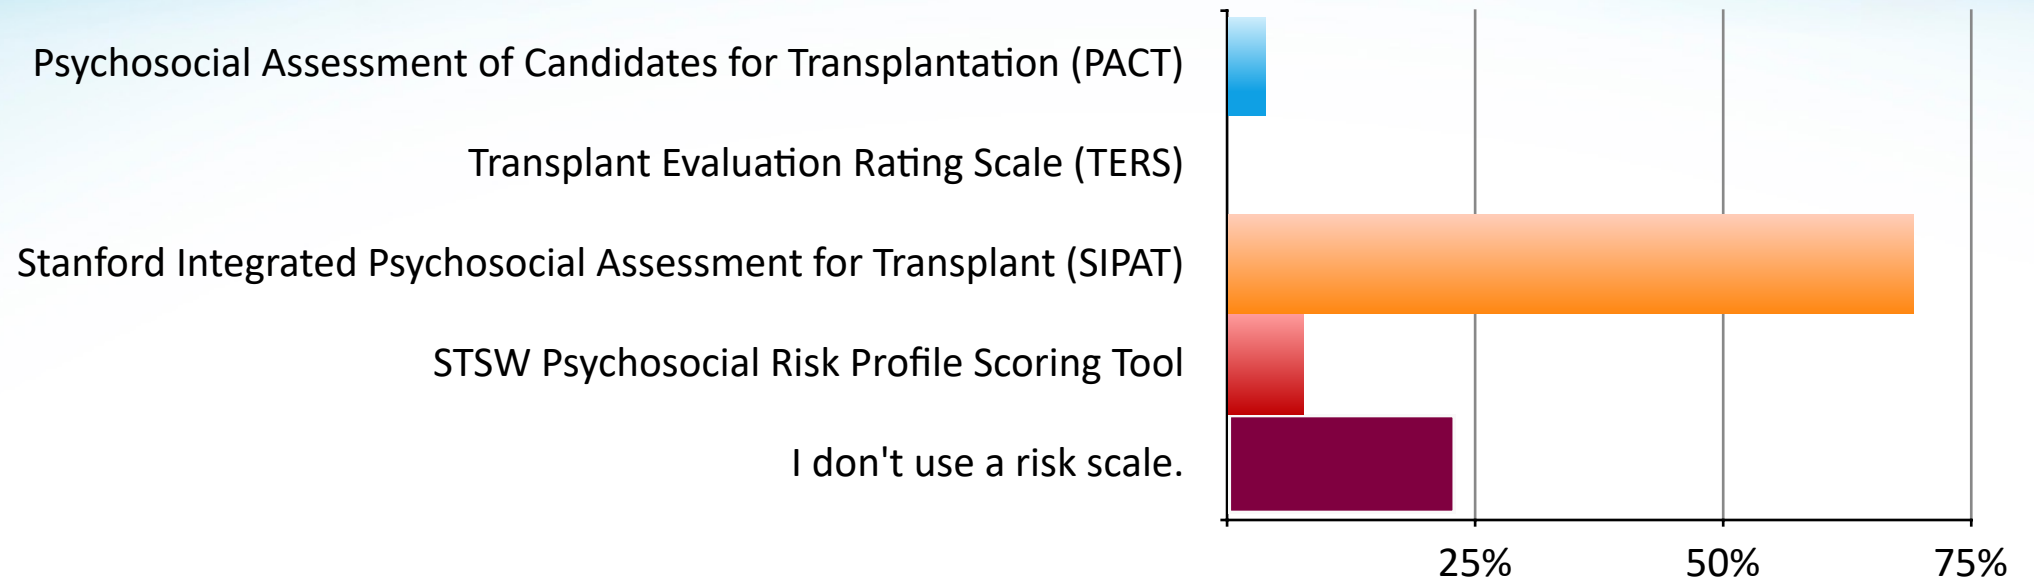 Psychosocial Assessment of Candidates for Transplantation (PACT)
Transplant Evaluation Rating Scale (TERS)
Stanford Integrated Psychosocial Assessment for Transplant (SIPAT)
STSW Psychosocial Risk Profile Scoring Tool
I don't use a risk scale.
25% 50% 75%